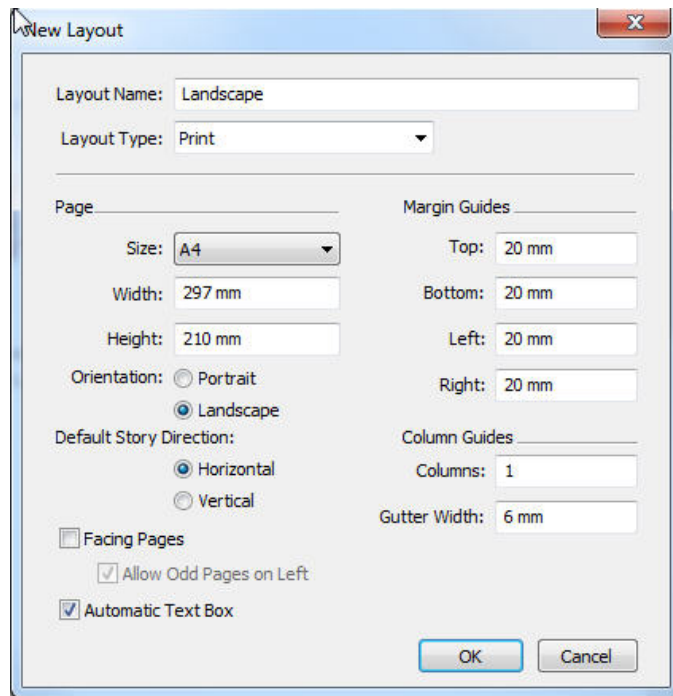 New Layout
Layout Name: Landscape
Layout Type: Print
Page
Size: A4
Width: 297 mm
Height: 210 mm
Orientation: Portrait
Landscape
Default Story Direction:
Horizontal
Vertical
Facing Pages
Allow Odd Pages on Left
Automatic Text Box
Margin Guides
Top: 20 mm
Bottom: 20 mm
Left: 20 mm
Right: 20 mm
Column Guides
Columns: 1
Gutter Width: 6 mm
OK
Cancel